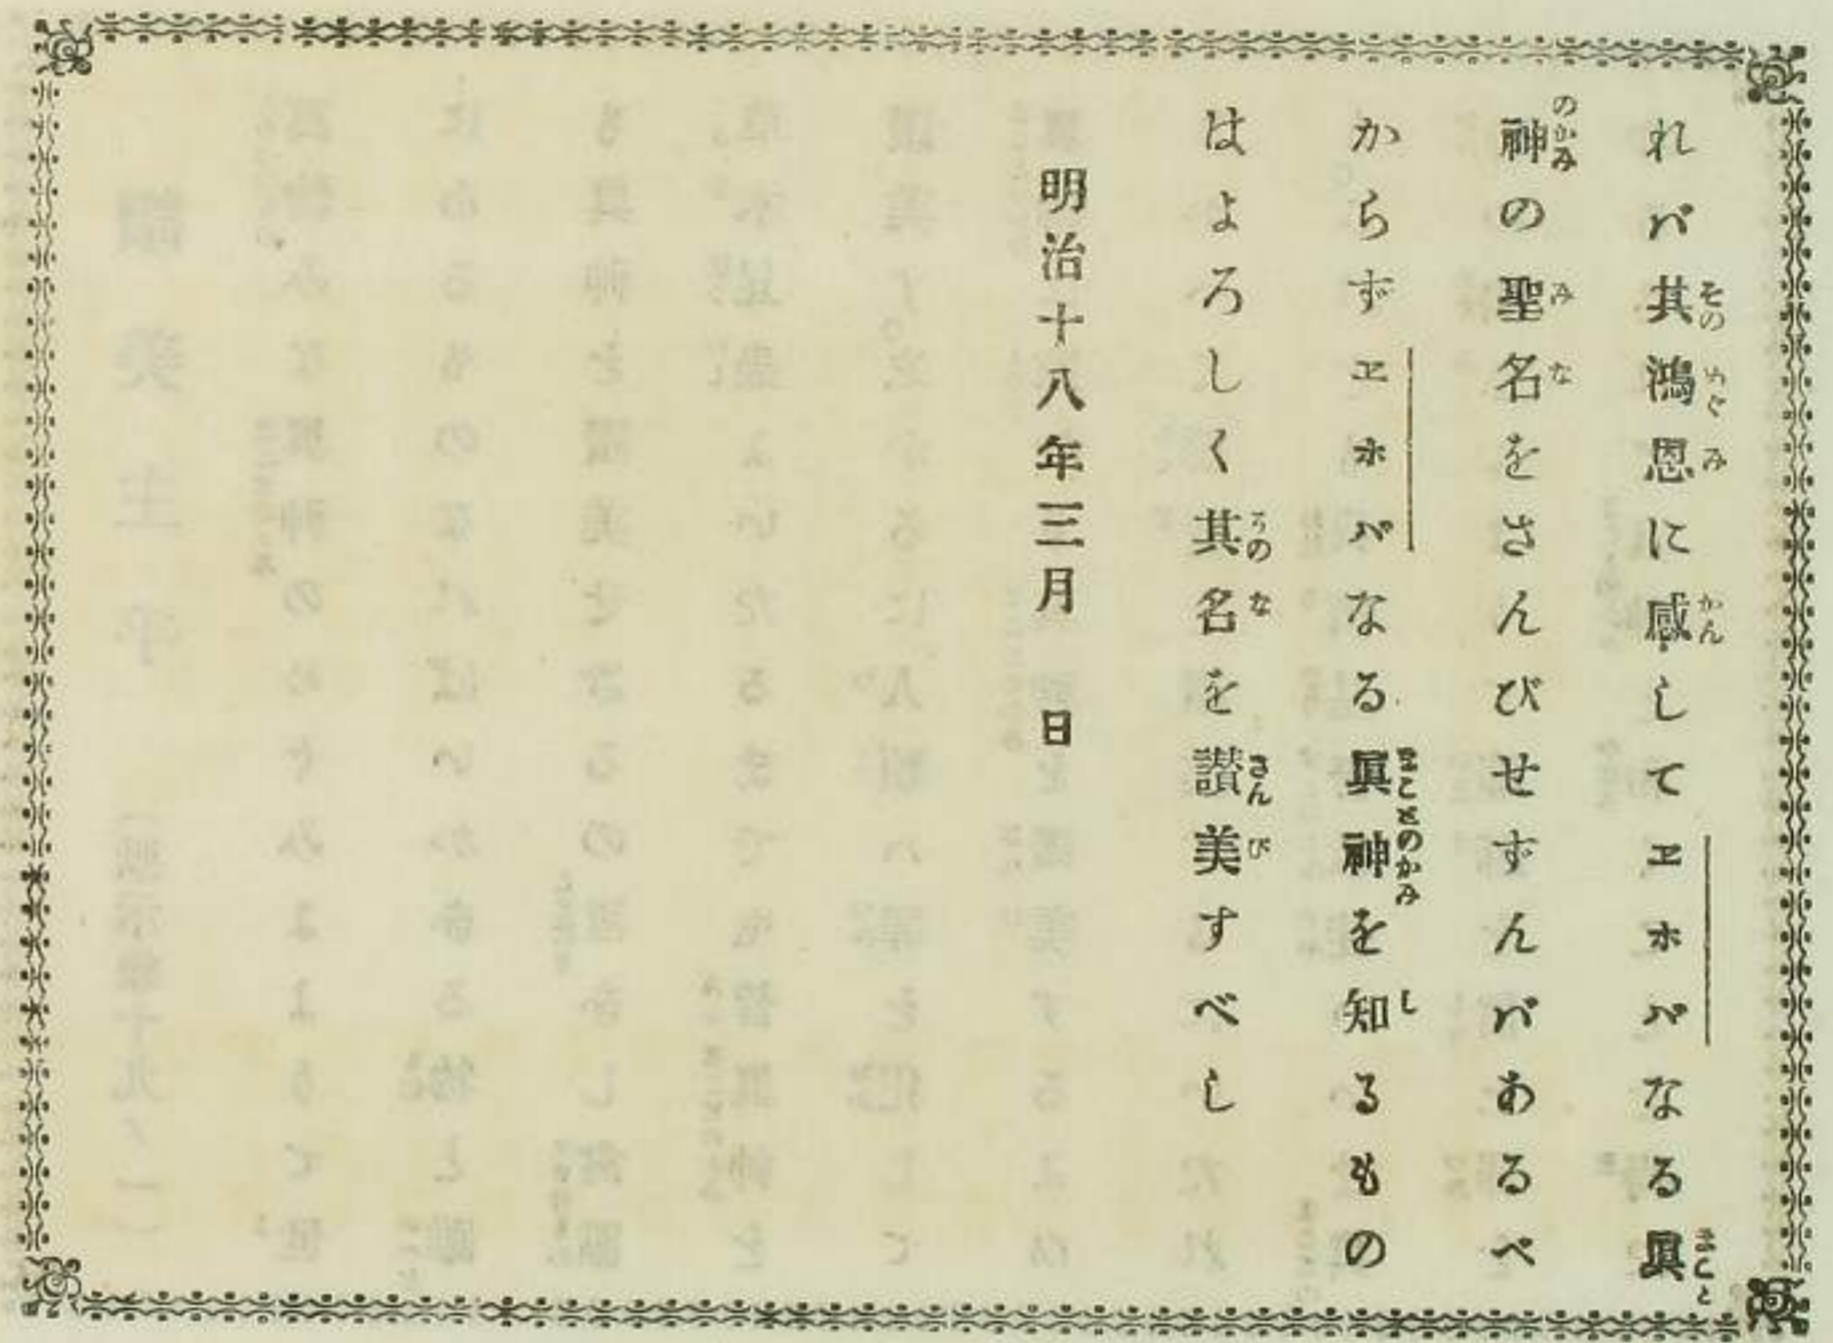 れバ其鴻恩に感してヱホバなる眞
神の聖名をさんびせずんバあるべ
からずヱホバなる眞神を知るもの
はよろしく其名を讃美すべし
明治十八年三月　日